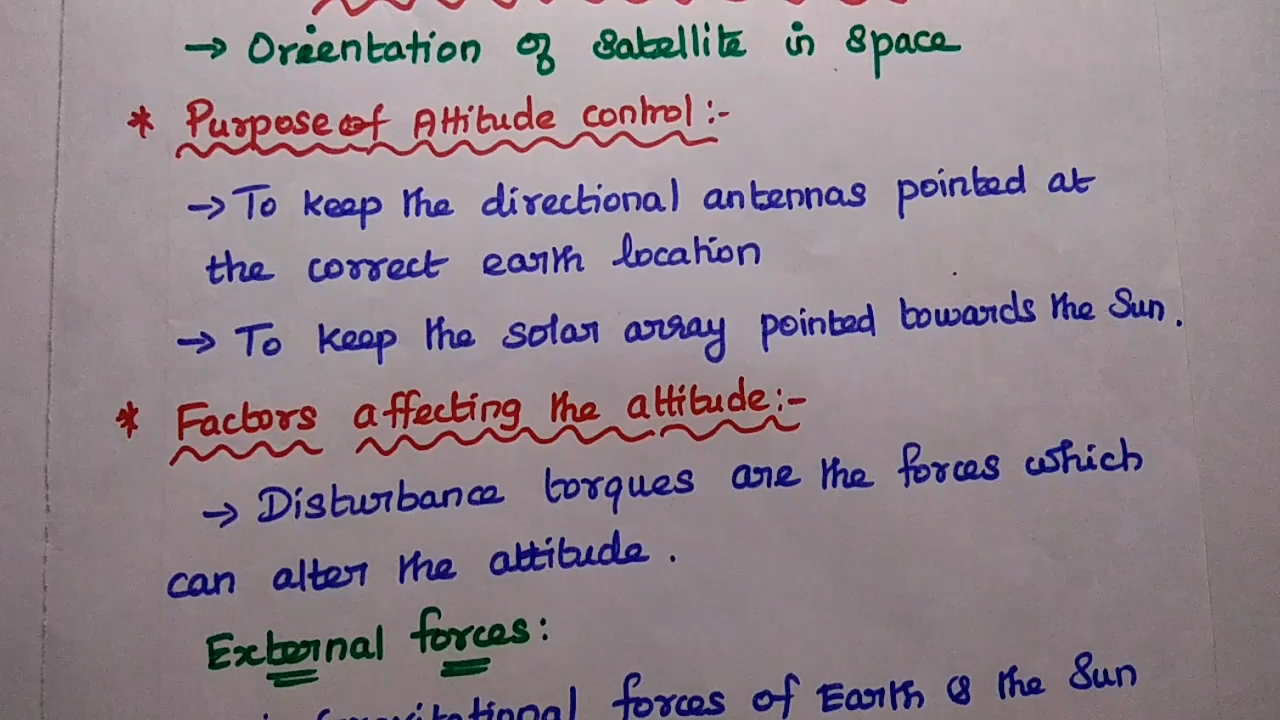 → Orientation of Satellite in Space
* Purpose of Attitude control:-
→ To keep the directional antennas pointed at
the correct earth location
→ To keep the solar array pointed towards the Sun.
* Factors affecting the attitude:-
→ Disturbance torques are the forces which
can alter the attitude.
External forces:
Gravitational forces of Earth & the Sun